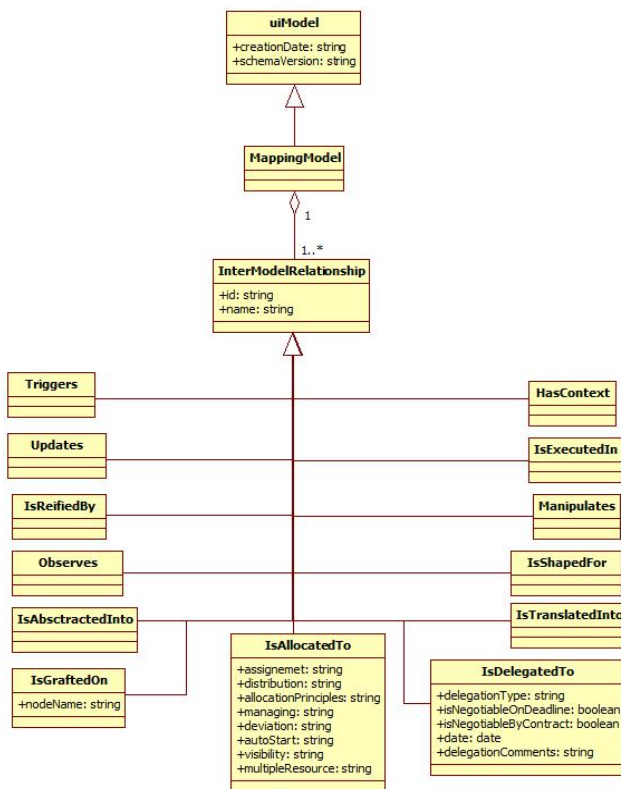 uiModel
+creationDate: string
+schemaVersion: string
MappingModel
1
1..*
InterModelRelationship
+id: string
+name: string
Triggers
HasContext
Updates
IsExecutedIn
IsReifiedBy
Manipulates
Observes
IsShapedFor
IsAbsctractedInto
IsTranslatedInto
IsGraftedOn
+nodeName: string
IsAllocatedTo
+assignemet: string
+distribution: string
+allocationPrinciples: string
+managing: string
+deviation: string
+autoStart: string
+visibility: string
+multipleResource: string
IsDelegatedTo
+delegationType: string
+isNegotiableOnDeadline: boolean
+isNegotiableByContract: boolean
+date: date
+delegationComments: string